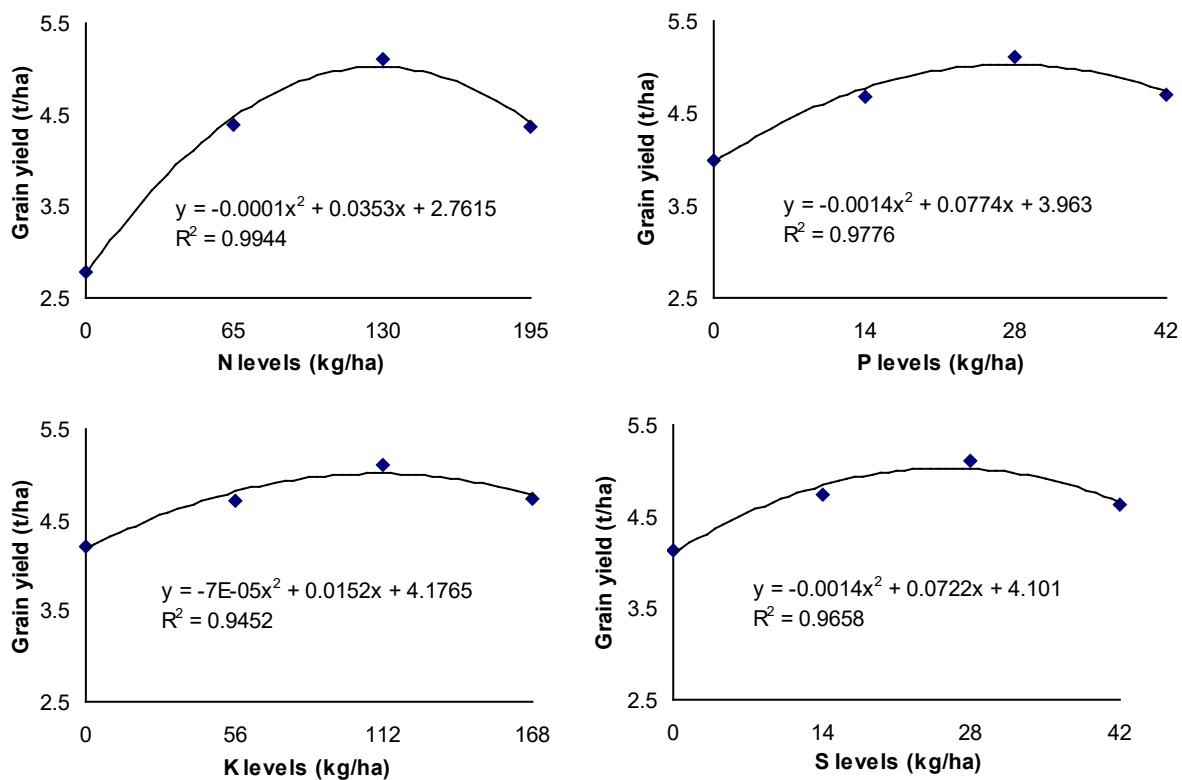 5.5
4.5
3.5
2.5
Grain yield (t/ha)
y = -0.0001x² + 0.0353x + 2.7615
R² = 0.9944
0 65 130 195
N levels (kg/ha)
5.5
4.5
3.5
2.5
Grain yield (t/ha)
y = -0.0014x² + 0.0774x + 3.963
R² = 0.9776
0 14 28 42
P levels (kg/ha)
5.5
4.5
3.5
2.5
Grain yield (t/ha)
y = -7E-05x² + 0.0152x + 4.1765
R² = 0.9452
0 56 112 168
K levels (kg/ha)
5.5
4.5
3.5
2.5
Grain yield (t/ha)
y = -0.0014x² + 0.0722x + 4.101
R² = 0.9658
0 14 28 42
S levels (kg/ha)